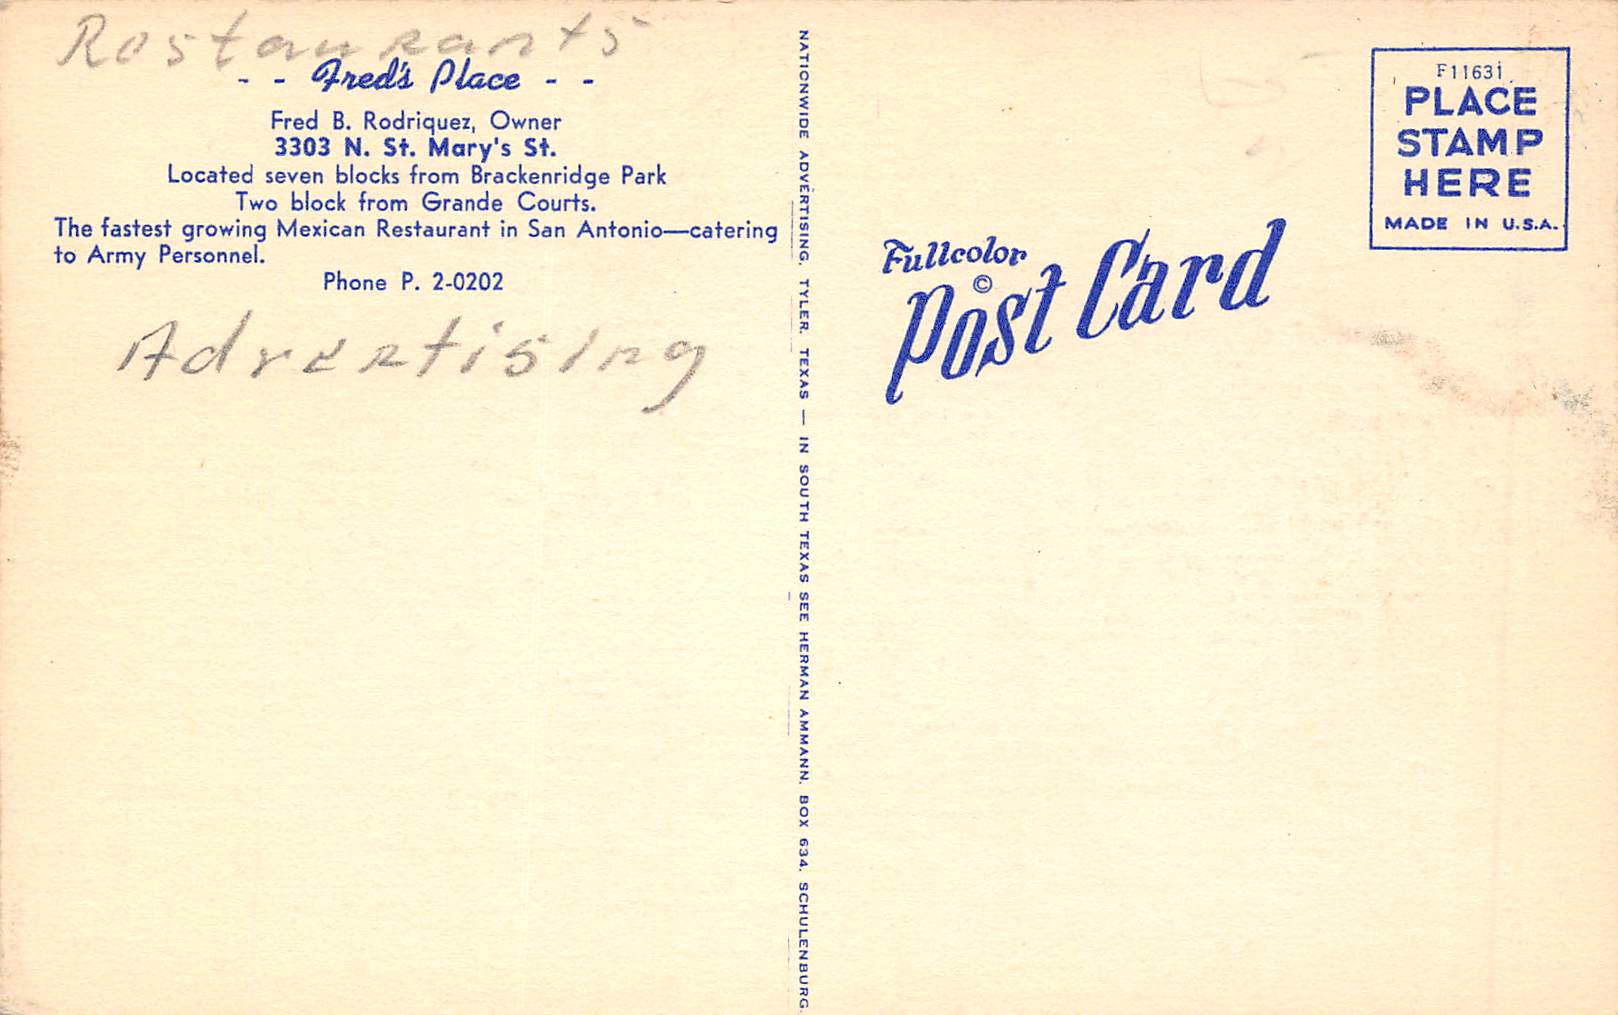 Restaurants
- - Fred's Place - -
Fred B. Rodriquez, Owner
3303 N. St. Mary's St.
Located seven blocks from Brackenridge Park
Two block from Grande Courts.
The fastest growing Mexican Restaurant in San Antonio—catering
to Army Personnel.
Phone P. 2-0202
Advertising
NATIONWIDE ADVERTISING, TYLER, TEXAS — IN SOUTH TEXAS SEE HERMAN AMMANN, BOX 634, SCHULENBURG.
Fullcolor
©
Post Card
F11631
PLACE
STAMP
HERE
MADE IN U.S.A.